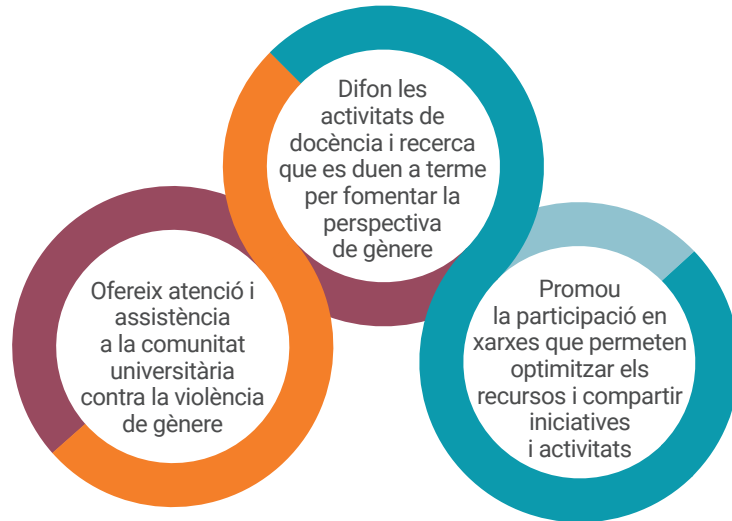 Difon les
activitats de
docència i recerca
que es duen a terme
per fomentar la
perspectiva
de gènere
Ofereix atenció i
assistència
a la comunitat
universitària
contra la violència
de gènere
Promou
la participació en
xarxes que permeten
optimitzar els
recursos i compartir
iniciatives
i activitats